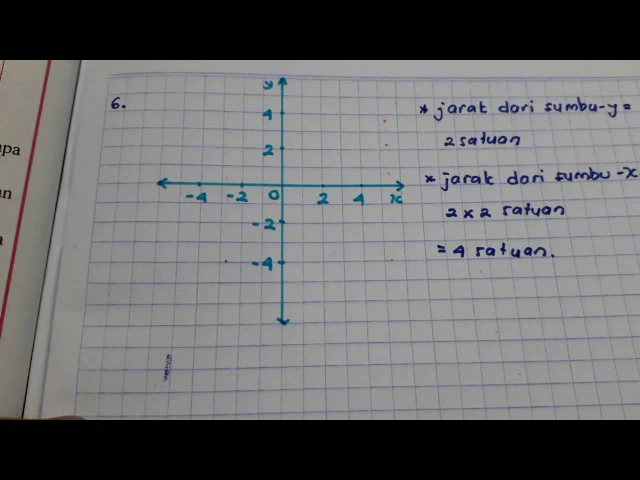 6.
y
4
2
-4 -2 O 2 4 x
-2
-4
* jarak dari sumbu-y =
2 satuan
* jarak dari sumbu-x
2 x 2 satuan
= 4 satuan.